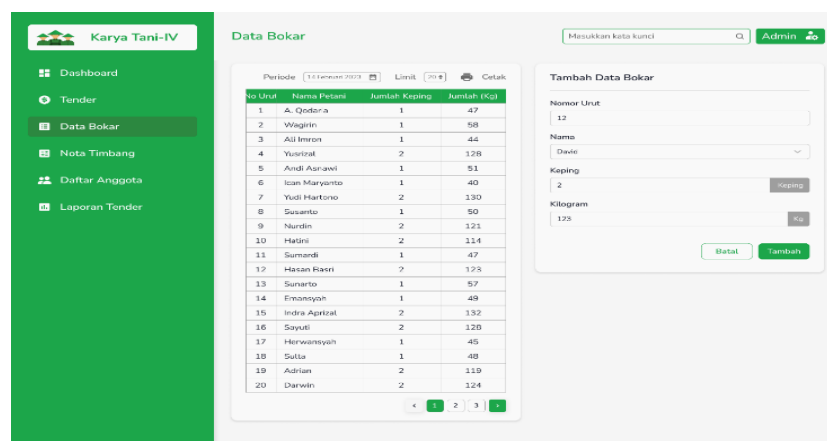 Karya Tani-IV
Data Bokar
Masukkan kata kunci
Admin
Dashboard
Tender
Data Bokar
Nota Timbang
Daftar Anggota
Laporan Tender
Periode 14 Februari 2023 Limit 20 Cetak
No Urut Nama Petani Jumlah Keping Jumlah (Kg)
1 A. Qodaria 1 47
2 Wagirin 1 58
3 Ali Imron 1 44
4 Yusrizal 2 128
5 Andi Asnawi 1 51
6 Ican Maryanto 1 40
7 Yudi Hartono 2 130
8 Susanto 1 50
9 Nurdin 2 121
10 Hatini 2 114
11 Sumardi 1 47
12 Hasan Basri 2 123
13 Sunarto 1 57
14 Emansyah 1 49
15 Indra Aprizal 2 132
16 Sayuti 2 128
17 Herwansyah 1 45
18 Sulta 1 48
19 Adrian 2 119
20 Darwin 2 124
< 1 2 3 >
Tambah Data Bokar
Nomor Urut
12
Nama
David
Keping
2 Keping
Kilogram
123 Kg
Batal Tambah